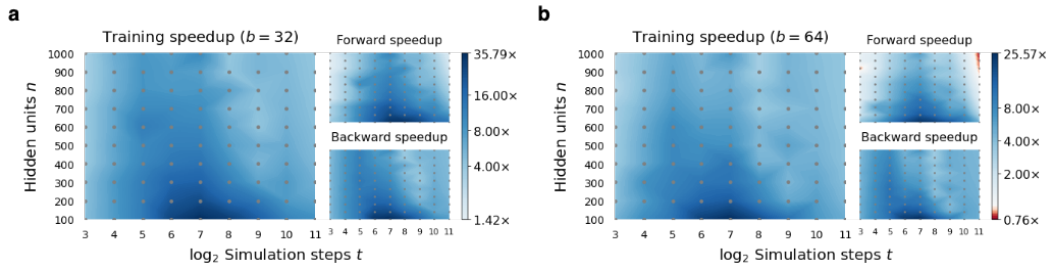 a
Training speedup (b = 32)
Hidden units n
1000
900
800
700
600
500
400
300
200
100
3 4 5 6 7 8 9 10 11
log₂ Simulation steps t
Forward speedup
Backward speedup
3 4 5 6 7 8 9 10 11
35.79×
16.00×
8.00×
4.00×
1.42×
b
Training speedup (b = 64)
Hidden units n
1000
900
800
700
600
500
400
300
200
100
3 4 5 6 7 8 9 10 11
log₂ Simulation steps t
Forward speedup
Backward speedup
3 4 5 6 7 8 9 10 11
25.57×
8.00×
4.00×
2.00×
0.76×